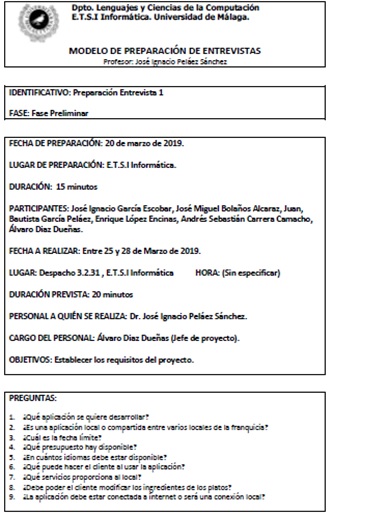 Dpto. Lenguajes y Ciencias de la Computación
E.T.S.I Informática. Universidad de Málaga.
MODELO DE PREPARACIÓN DE ENTREVISTAS
Profesor: José Ignacio Peláez Sánchez
IDENTIFICATIVO: Preparación Entrevista 1
FASE: Fase Preliminar
FECHA DE PREPARACIÓN: 20 de marzo de 2019.
LUGAR DE PREPARACIÓN: E.T.S.I Informática.
DURACIÓN: 15 minutos
PARTICIPANTES: José Ignacio García Escobar, José Miguel Bolaños Alcaraz, Juan,
Bautista García Peláez, Enrique López Encinas, Andrés Sebastián Carrera Camacho,
Álvaro Diaz Dueñas.
FECHA A REALIZAR: Entre 25 y 28 de Marzo de 2019.
LUGAR: Despacho 3.2.31 , E.T.S.I Informática HORA: (Sin especificar)
DURACIÓN PREVISTA: 20 minutos
PERSONAL A QUIÉN SE REALIZA: Dr. José Ignacio Peláez Sánchez.
CARGO DEL PERSONAL: Álvaro Diaz Dueñas (Jefe de proyecto).
OBJETIVOS: Establecer los requisitos del proyecto.
PREGUNTAS:
1. ¿Qué aplicación se quiere desarrollar?
2. ¿Es una aplicación local o compartida entre varios locales de la franquicia?
3. ¿Cuál es la fecha límite?
4. ¿Qué presupuesto hay disponible?
5. ¿En cuántos idiomas debe estar disponible?
6. ¿Qué puede hacer el cliente al usar la aplicación?
7. ¿Qué servicios proporciona al local?
8. ¿Debe poder el cliente modificar los ingredientes de los platos?
9. ¿La aplicación debe estar conectada a internet o será una conexión local?